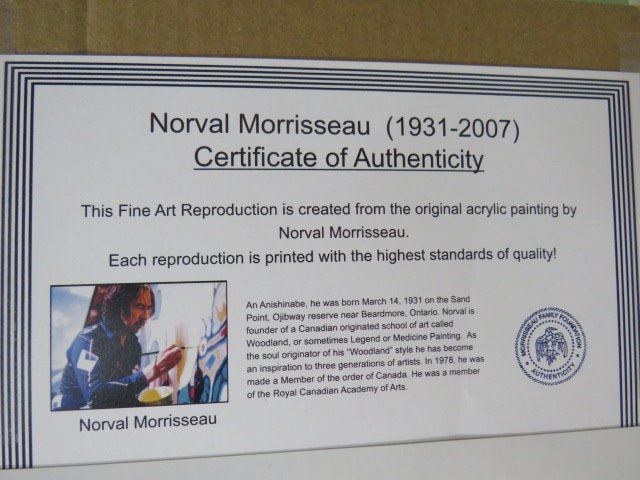 Norval Morrisseau (1931-2007)
Certificate of Authenticity
This Fine Art Reproduction is created from the original acrylic painting by
Norval Morrisseau.
Each reproduction is printed with the highest standards of quality!
An Anishinabe, he was born March 14, 1931 on the Sand
Point, Ojibway reserve near Beardmore, Ontario. Norval is
founder of a Canadian originated school of art called
Woodland, or sometimes Legend or Medicine Painting. As
the soul originator of his "Woodland" style he has become
an inspiration to three generations of artists. In 1978, he was
made a Member of the order of Canada. He was a member
of the Royal Canadian Academy of Arts.
Norval Morrisseau
MORRISSEAU FAMILY FOUNDATION
AUTHENTICITY